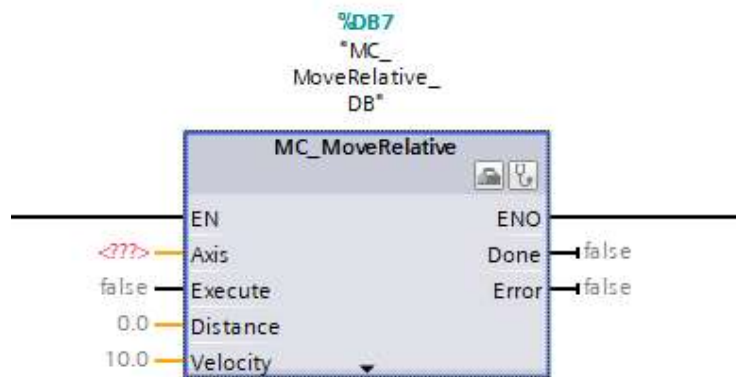 %DB7
"MC_
MoveRelative_
DB"
MC_MoveRelative
EN ENO
<???> Axis Done false
false Execute Error false
0.0 Distance
10.0 Velocity